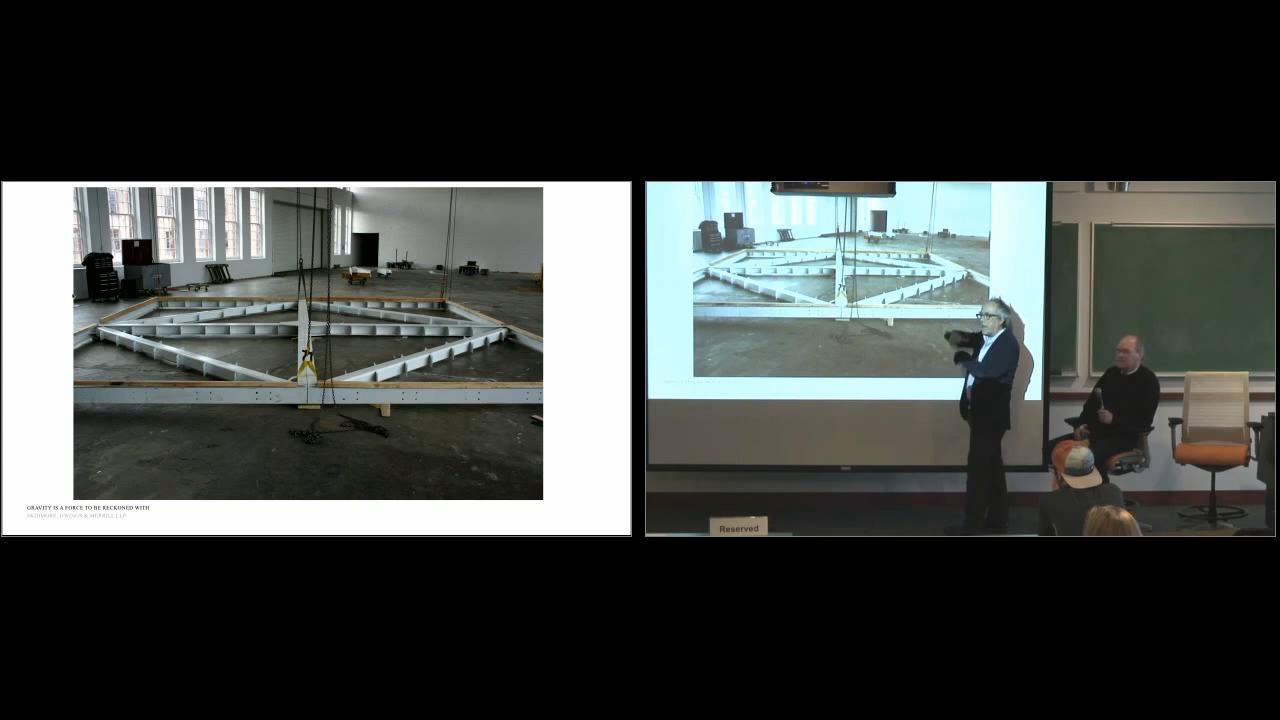 GRAVITY IS A FORCE TO BE RECKONED WITH
SKIDMORE, OWINGS & MERRILL LLP
Reserved